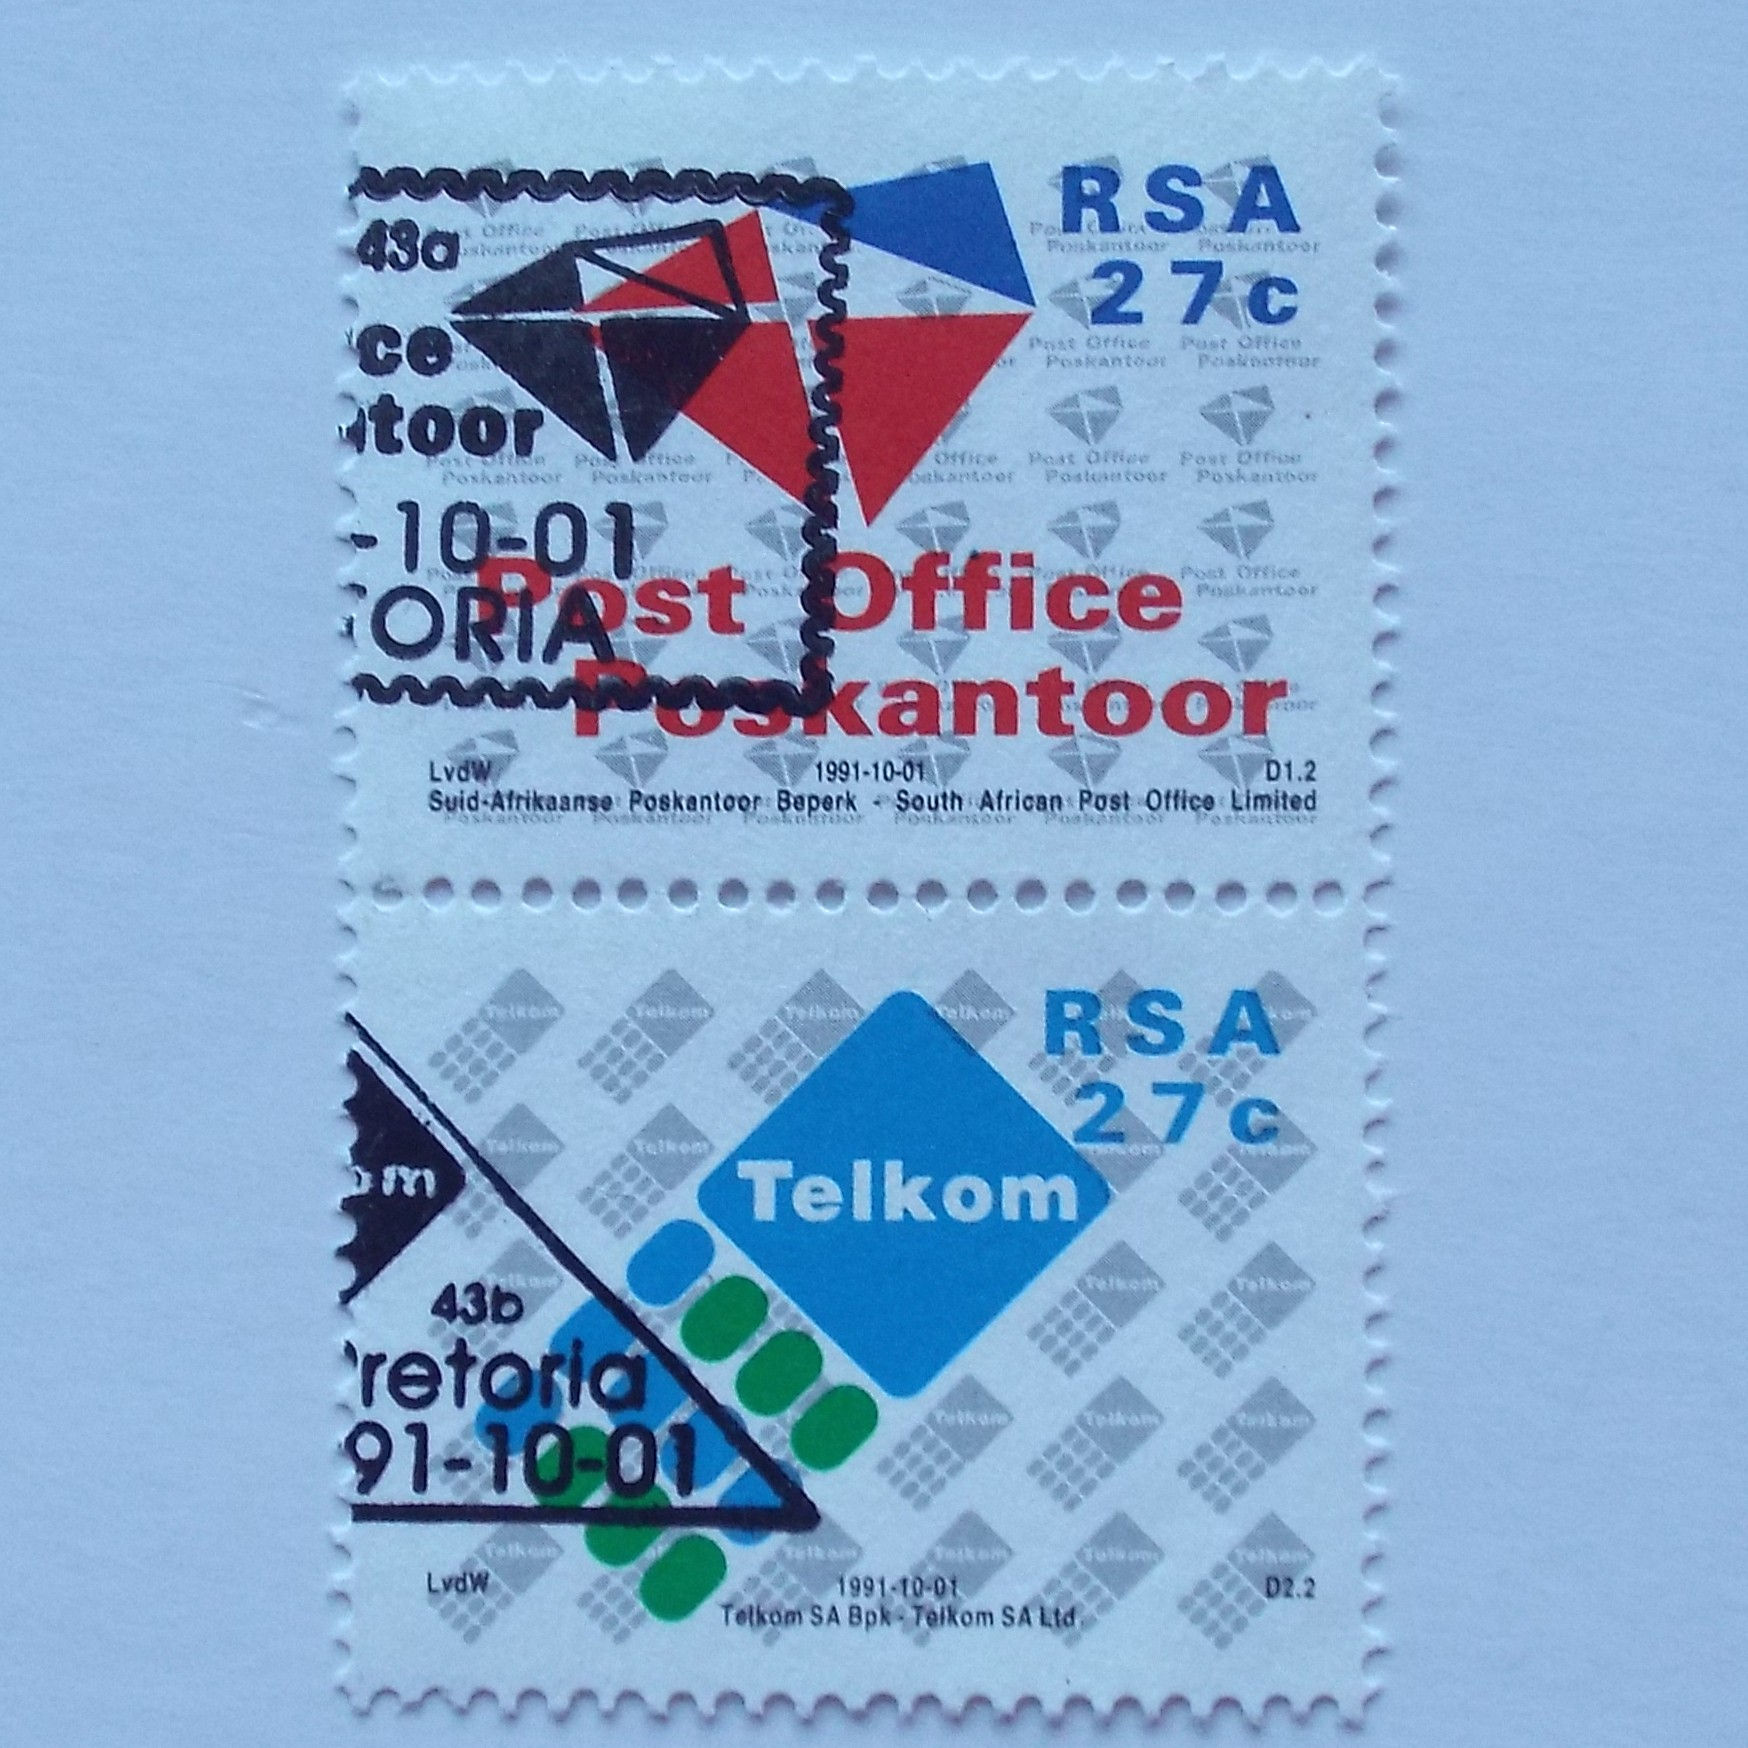 RSA
27c
43a
ce
toor
-10-01
ORIA
Post Office
Poskantoor
LvdW 1991-10-01 D1.2
Suid-Afrikaanse Poskantoor Beperk - South African Post Office Limited
RSA
27c
Telkom
om
43b
retoria
91-10-01
LvdW 1991-10-01 D2.2
Telkom SA Bpk - Telkom SA Ltd